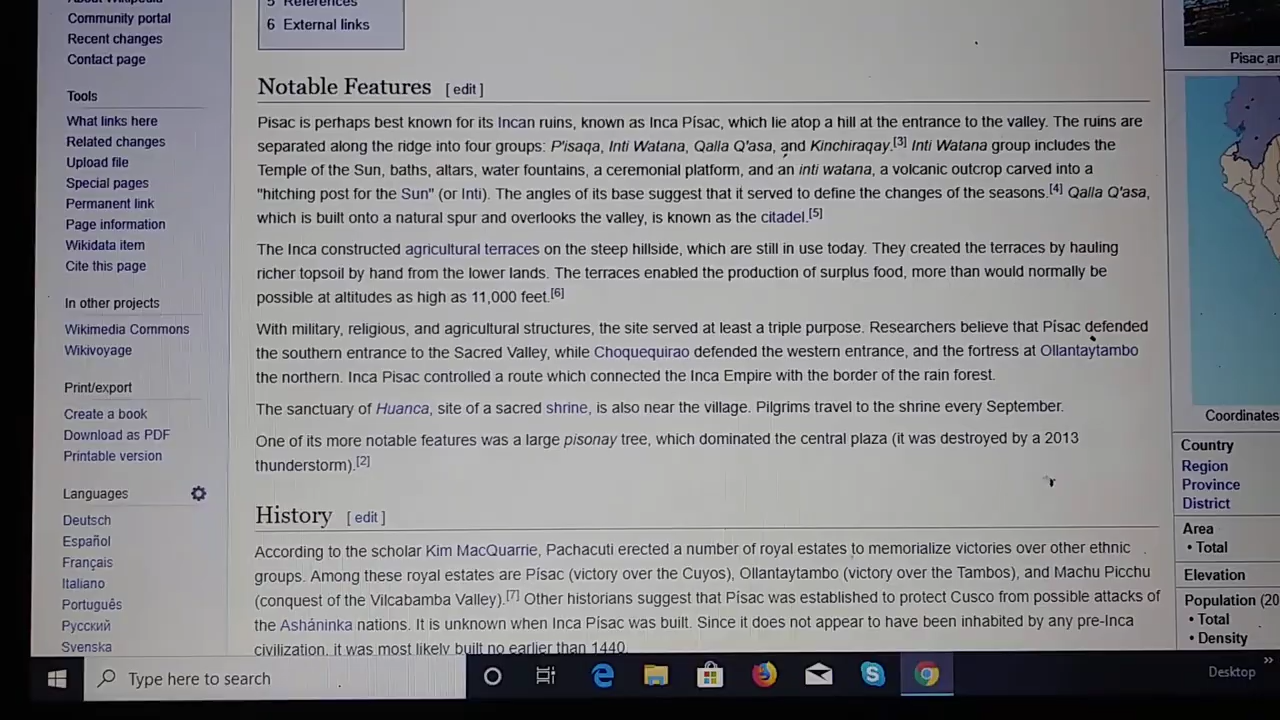 About Wikipedia
Community portal
Recent changes
Contact page
Tools
What links here
Related changes
Upload file
Special pages
Permanent link
Page information
Wikidata item
Cite this page
In other projects
Wikimedia Commons
Wikivoyage
Print/export
Create a book
Download as PDF
Printable version
Languages
Deutsch
Español
Français
Italiano
Português
Русский
Svenska
5 References
6 External links
Notable Features [ edit ]
Pisac is perhaps best known for its Incan ruins, known as Inca Písac, which lie atop a hill at the entrance to the valley. The ruins are
separated along the ridge into four groups: P'isaqa, Inti Watana, Qalla Q'asa, and Kinchiraqay.[3] Inti Watana group includes the
Temple of the Sun, baths, altars, water fountains, a ceremonial platform, and an inti watana, a volcanic outcrop carved into a
"hitching post for the Sun" (or Inti). The angles of its base suggest that it served to define the changes of the seasons.[4] Qalla Q'asa,
which is built onto a natural spur and overlooks the valley, is known as the citadel.[5]
The Inca constructed agricultural terraces on the steep hillside, which are still in use today. They created the terraces by hauling
richer topsoil by hand from the lower lands. The terraces enabled the production of surplus food, more than would normally be
possible at altitudes as high as 11,000 feet.[6]
With military, religious, and agricultural structures, the site served at least a triple purpose. Researchers believe that Písac defended
the southern entrance to the Sacred Valley, while Choquequirao defended the western entrance, and the fortress at Ollantaytambo
the northern. Inca Pisac controlled a route which connected the Inca Empire with the border of the rain forest.
The sanctuary of Huanca, site of a sacred shrine, is also near the village. Pilgrims travel to the shrine every September.
One of its more notable features was a large pisonay tree, which dominated the central plaza (it was destroyed by a 2013
thunderstorm).[2]
History [ edit ]
According to the scholar Kim MacQuarrie, Pachacuti erected a number of royal estates to memorialize victories over other ethnic
groups. Among these royal estates are Písac (victory over the Cuyos), Ollantaytambo (victory over the Tambos), and Machu Picchu
(conquest of the Vilcabamba Valley).[7] Other historians suggest that Písac was established to protect Cusco from possible attacks of
the Asháninka nations. It is unknown when Inca Písac was built. Since it does not appear to have been inhabited by any pre-Inca
civilization, it was most likely built no earlier than 1440.
Pisac an
Coordinates
Country
Region
Province
District
Area
• Total
Elevation
Population (20
• Total
• Density
Type here to search
Desktop